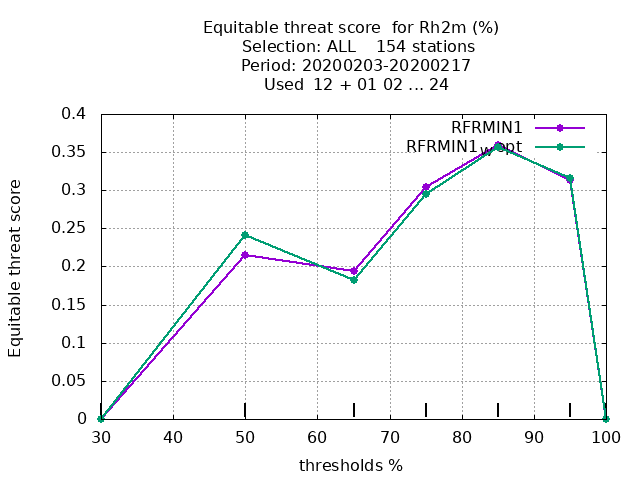 Equitable threat score  for Rh2m (%)
Selection: ALL    154 stations
Period: 20200203-20200217
Used  12 + 01 02 ... 24
0.4
0.35
0.3
0.25
0.2
0.15
0.1
0.05
0
Equitable threat score
RFRMIN1
RFRMIN1wopt
30 40 50 60 70 80 90 100
thresholds %